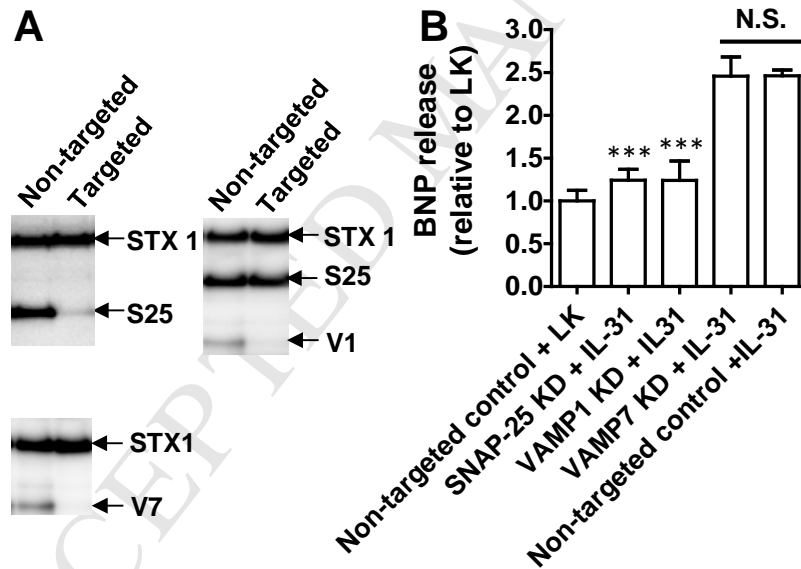 A
Non-targeted
Targeted
STX 1
S25
Non-targeted
Targeted
STX 1
S25
V1
STX1
V7
B
N.S.
BNP release
(relative to LK)
2.5
2.0
1.5
1.0
0.5
0.0
***
***
Non-targeted control + LK
SNAP-25 KD + IL-31
VAMP1 KD + IL31
VAMP7 KD + IL-31
Non-targeted control +IL-31
CEPTED MA